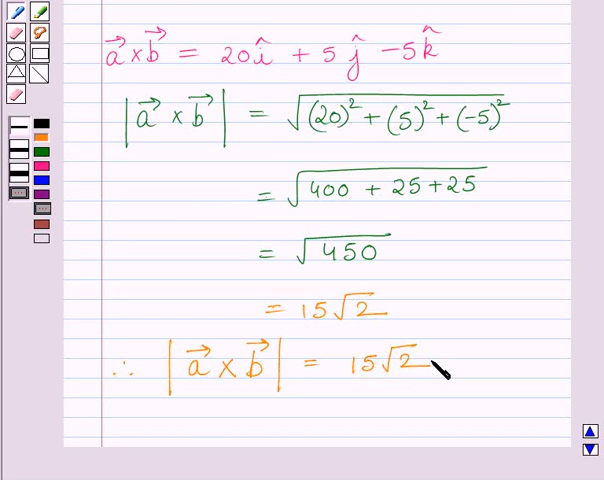 a⃗ × b⃗ = 20î + 5ĵ − 5k̂
|a⃗ × b⃗| = √((20)² + (5)² + (−5)²)
= √(400 + 25 + 25)
= √450
= 15√2
∴ |a⃗ × b⃗| = 15√2